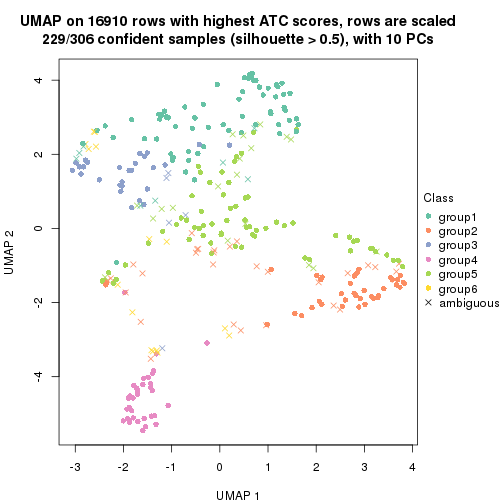 UMAP on 16910 rows with highest ATC scores, rows are scaled
229/306 confident samples (silhouette > 0.5), with 10 PCs
4
2
0
-2
-4
UMAP 2
-3 -2 -1 0 1 2 3 4
UMAP 1
Class
group1
group2
group3
group4
group5
group6
ambiguous